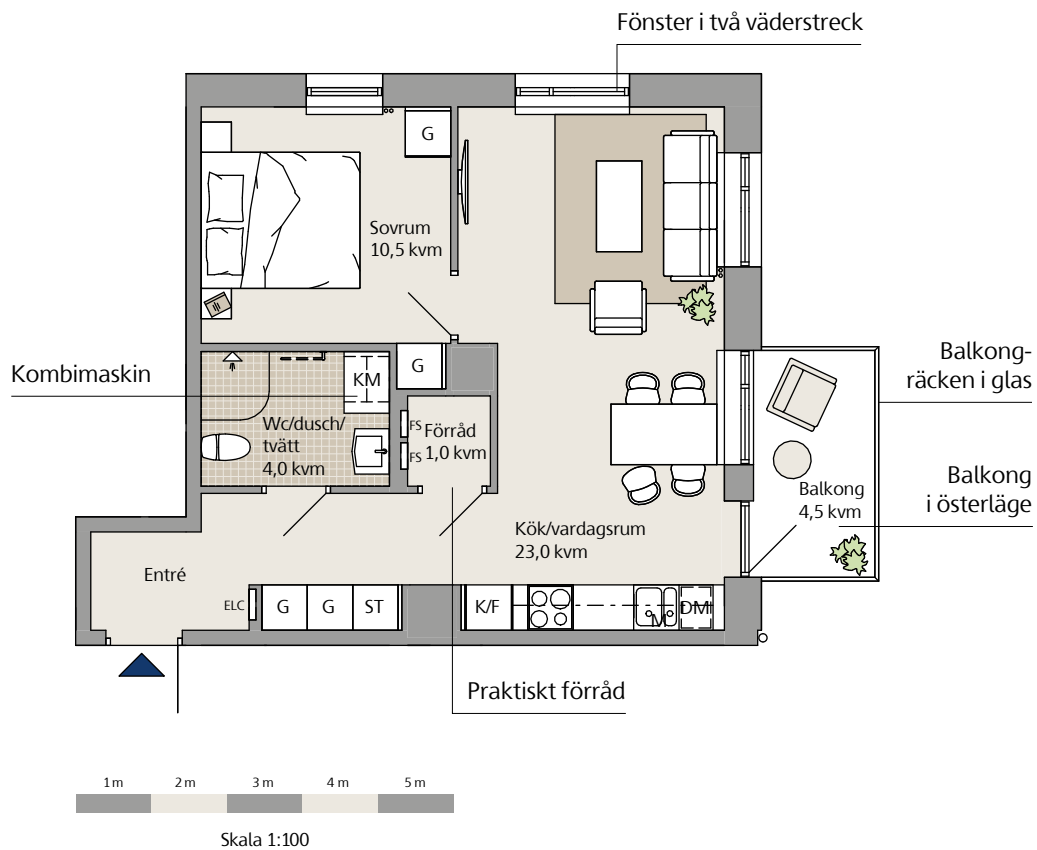 Fönster i två väderstreck
G
Sovrum
10,5 kvm
Kombimaskin
KM
G
Balkong-
räcken i glas
Wc/dusch/
tvätt
4,0 kvm
FS
FS
Förråd
1,0 kvm
Balkong
i österläge
Balkong
4,5 kvm
Kök/vardagsrum
23,0 kvm
Entré
ELC
G
G
ST
K/F
M
DM
Praktiskt förråd
1 m
2 m
3 m
4 m
5 m
Skala 1:100